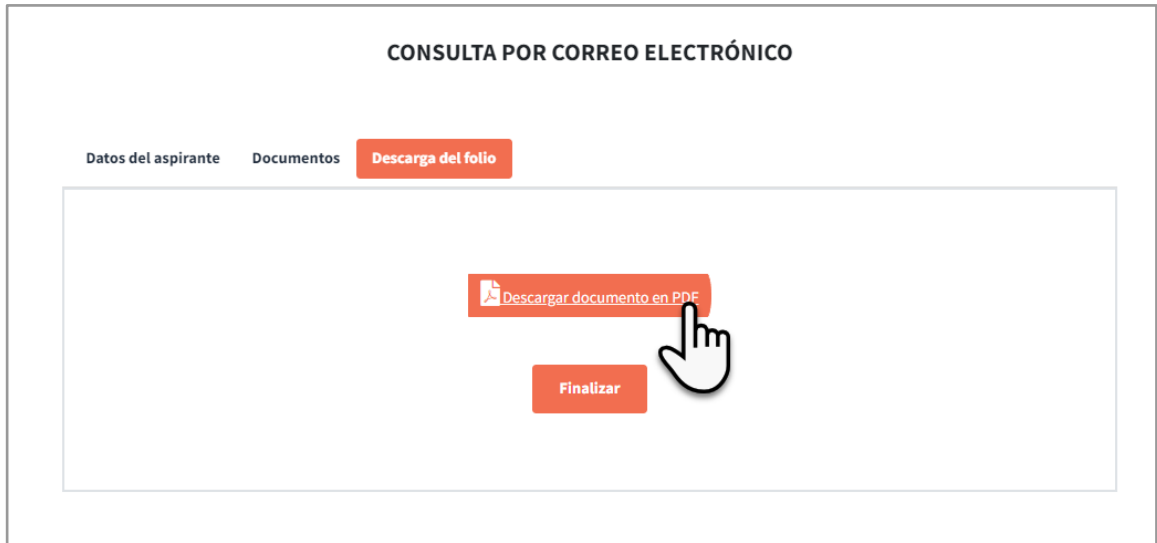 CONSULTA POR CORREO ELECTRÓNICO
Datos del aspirante Documentos Descarga del folio
Descargar documento en PDF
Finalizar